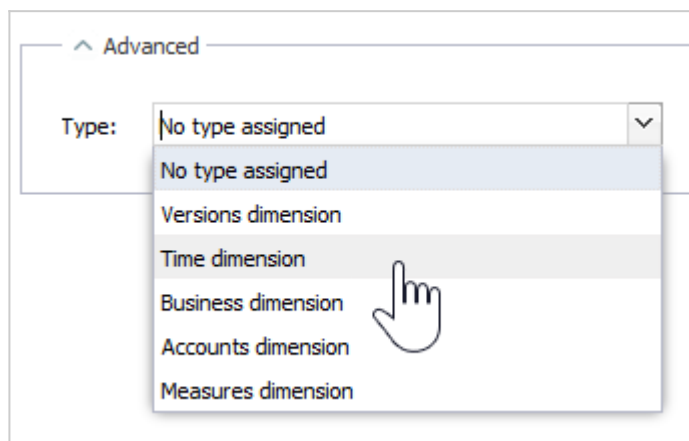 Advanced
Type: No type assigned
No type assigned
Versions dimension
Time dimension
Business dimension
Accounts dimension
Measures dimension